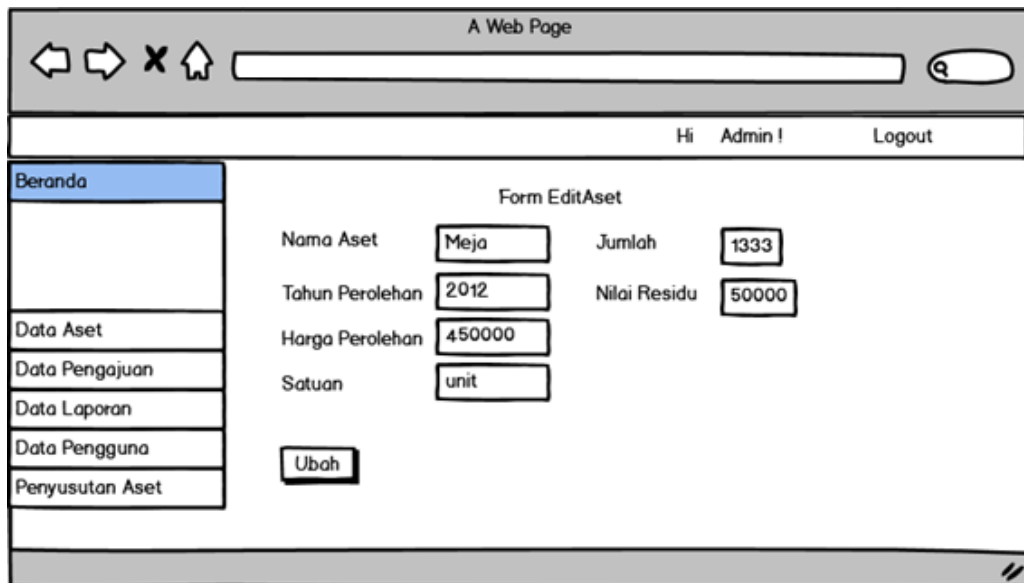 A Web Page
Hi Admin ! Logout
Beranda
Data Aset
Data Pengajuan
Data Laporan
Data Pengguna
Penyusutan Aset
Form EditAset
Nama Aset Meja Jumlah 1333
Tahun Perolehan 2012 Nilai Residu 50000
Harga Perolehan 450000
Satuan unit
Ubah